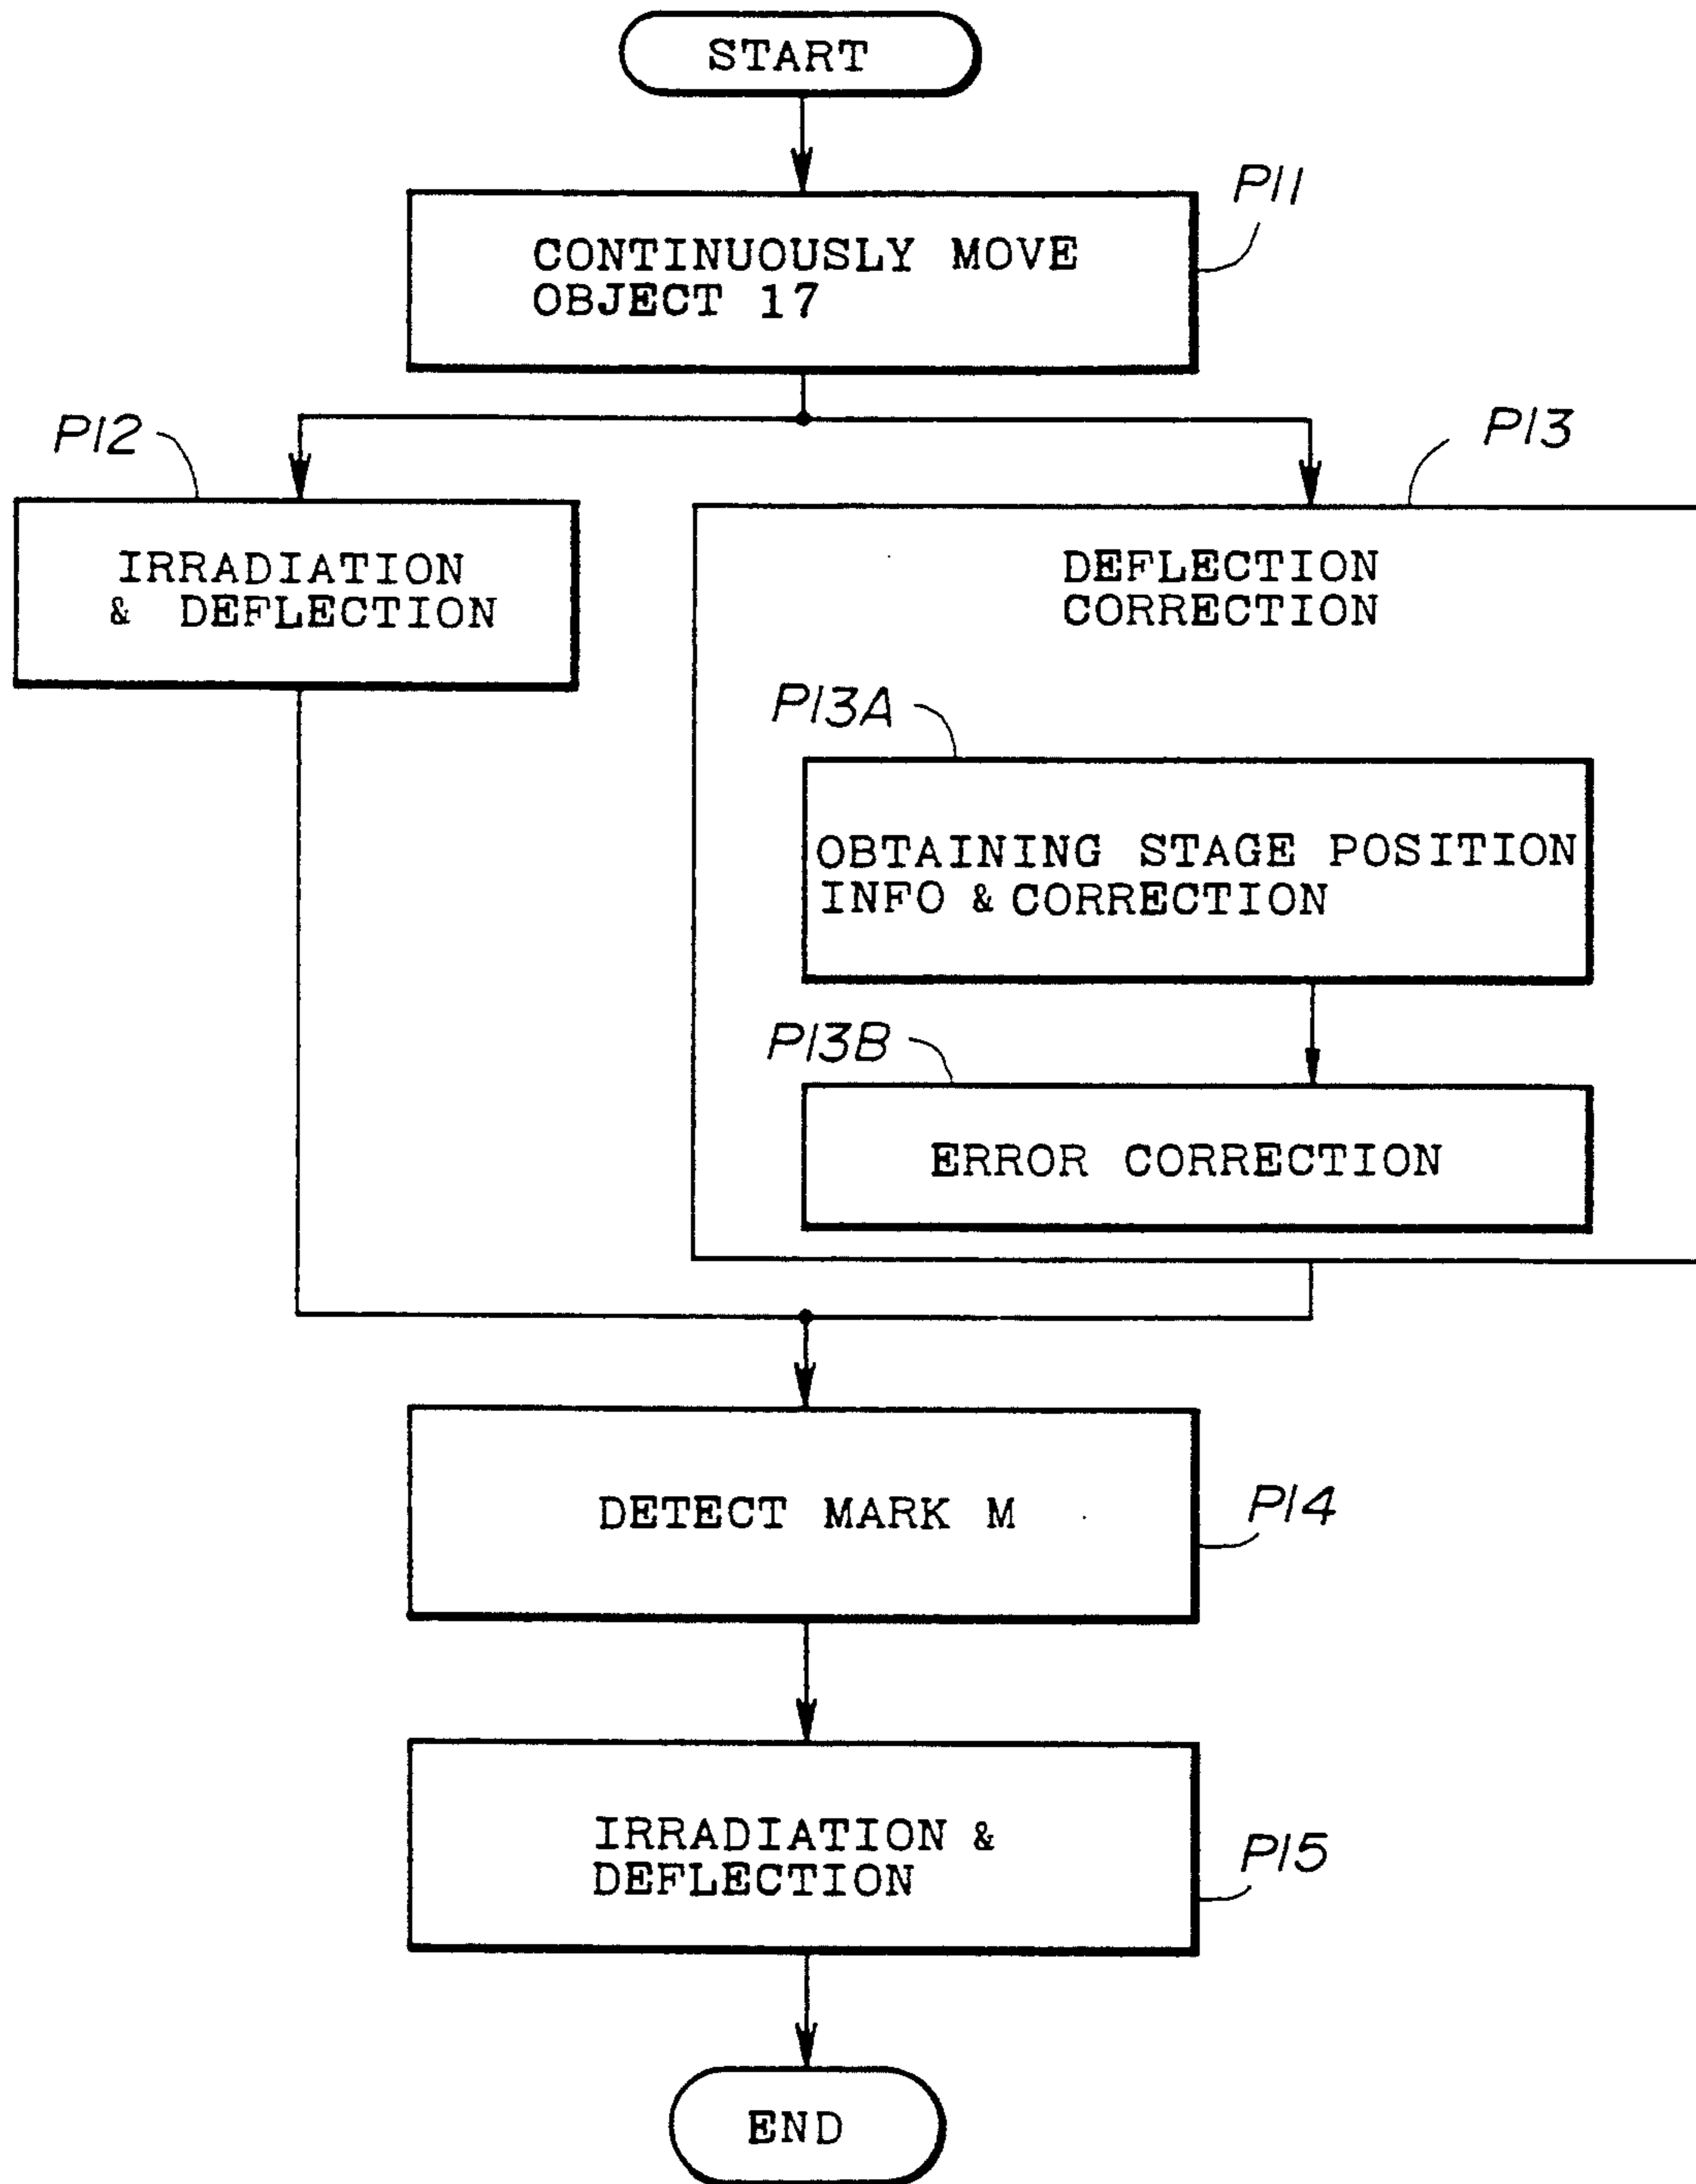 START
P11
CONTINUOUSLY MOVE
OBJECT 17
P12
P13
IRRADIATION
& DEFLECTION
DEFLECTION
CORRECTION
P13A
OBTAINING STAGE POSITION
INFO & CORRECTION
P13B
ERROR CORRECTION
DETECT MARK M
P14
IRRADIATION &
DEFLECTION
P15
END